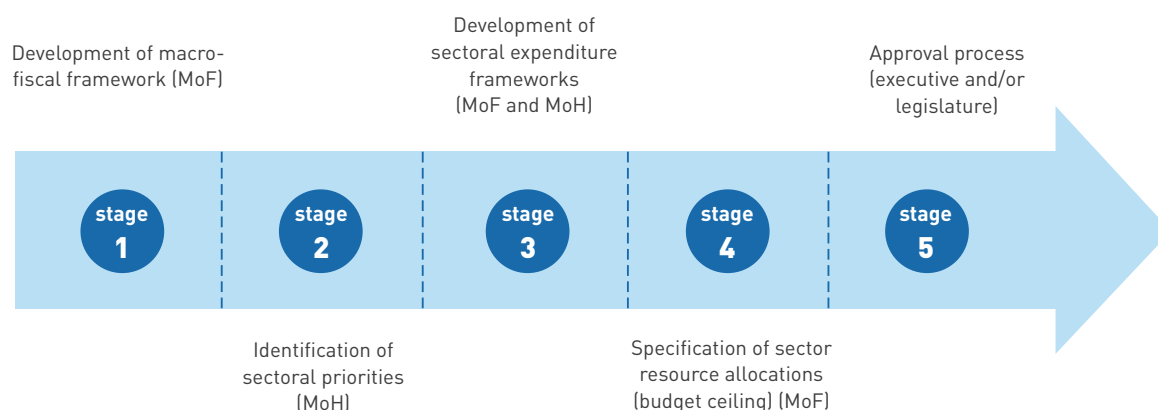 Development of macro-
fiscal framework (MoF)
Development of
sectoral expenditure
frameworks
(MoF and MoH)
Approval process
(executive and/or
legislature)
stage
1
stage
2
stage
3
stage
4
stage
5
Identification of
sectoral priorities
(MoH)
Specification of sector
resource allocations
(budget ceiling) (MoF)